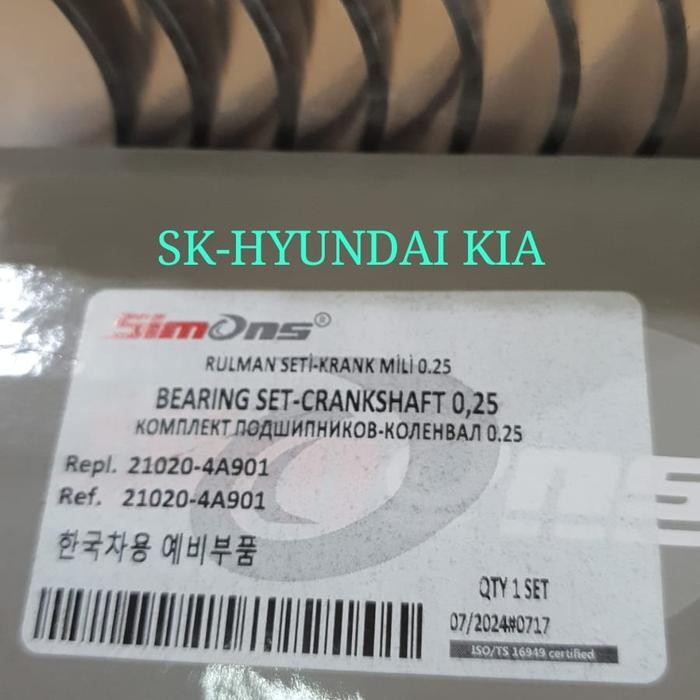 SK-HYUNDAI KIA
Simons®
RULMAN SETİ-KRANK MİLİ 0.25
BEARING SET-CRANKSHAFT 0,25
КОМПЛЕКТ ПОДШИПНИКОВ-КОЛЕНВАЛ 0.25
Repl. 21020-4A901
Ref. 21020-4A901
한국차용 예비부품
QTY 1 SET
07/2024#0717
ISO/TS 16949 certified